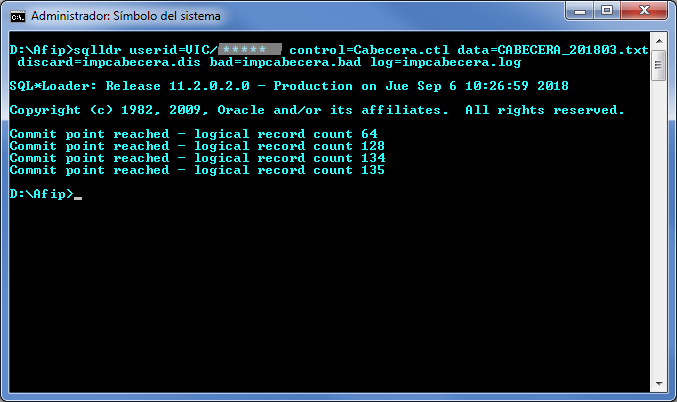 Administrador: Símbolo del sistema
D:\Afip>sqlldr userid=VIC/***** control=Cabecera.ctl data=CABECERA_201803.txt
discard=impcabecera.dis bad=impcabecera.bad log=impcabecera.log
SQL*Loader: Release 11.2.0.2.0 - Production on Jue Sep 6 10:26:59 2018
Copyright (c) 1982, 2009, Oracle and/or its affiliates.  All rights reserved.
Commit point reached - logical record count 64
Commit point reached - logical record count 128
Commit point reached - logical record count 134
Commit point reached - logical record count 135
D:\Afip>_